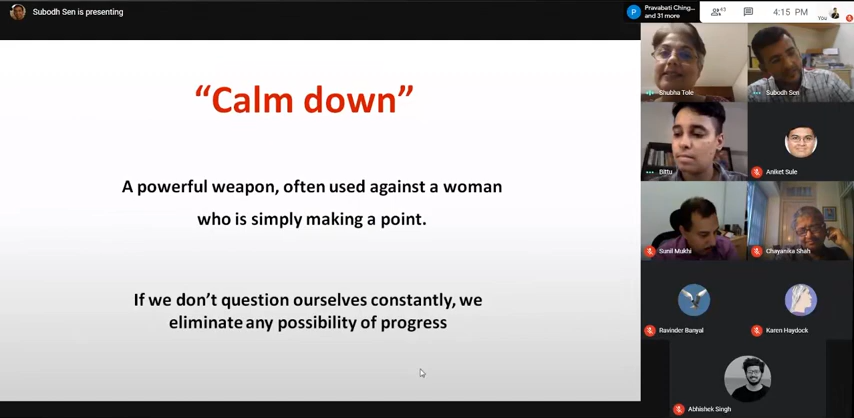 Subodh Sen is presenting
P
Pravabati Ching...
and 31 more
43
4:15 PM
You
“Calm down”
A powerful weapon, often used against a woman
who is simply making a point.
If we don’t question ourselves constantly, we
eliminate any possibility of progress
Shubha Tole
Subodh Sen
Bittu
Aniket Sule
Sunil Mukhi
Chayanika Shah
Ravinder Banyal
Karen Haydock
Abhishek Singh